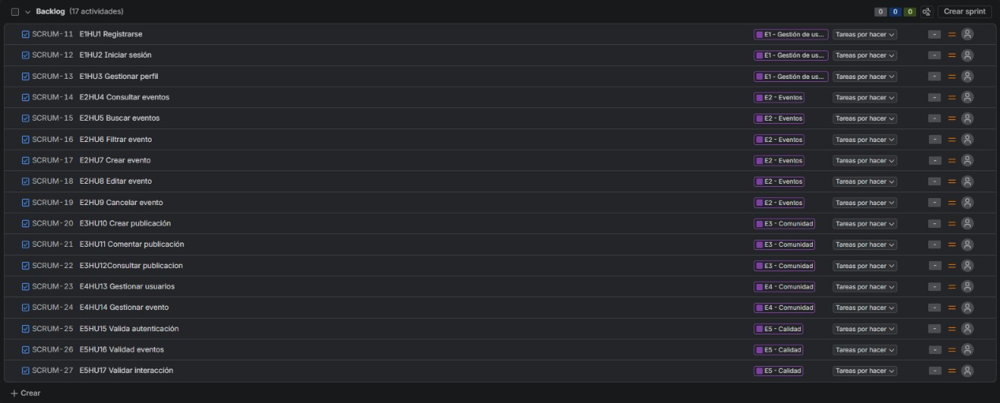 Backlog (17 actividades) 0 0 0 Crear sprint
SCRUM-11 E1HU1 Registrarse E1 - Gestión de us... Tareas por hacer -
SCRUM-12 E1HU2 Iniciar sesión E1 - Gestión de us... Tareas por hacer -
SCRUM-13 E1HU3 Gestionar perfil E1 - Gestión de us... Tareas por hacer -
SCRUM-14 E2HU4 Consultar eventos E2 - Eventos Tareas por hacer -
SCRUM-15 E2HU5 Buscar eventos E2 - Eventos Tareas por hacer -
SCRUM-16 E2HU6 Filtrar evento E2 - Eventos Tareas por hacer -
SCRUM-17 E2HU7 Crear evento E2 - Eventos Tareas por hacer -
SCRUM-18 E2HU8 Editar evento E2 - Eventos Tareas por hacer -
SCRUM-19 E2HU9 Cancelar evento E2 - Eventos Tareas por hacer -
SCRUM-20 E3HU10 Crear publicación E3 - Comunidad Tareas por hacer -
SCRUM-21 E3HU11 Comentar publicación E3 - Comunidad Tareas por hacer -
SCRUM-22 E3HU12Consultar publicacion E3 - Comunidad Tareas por hacer -
SCRUM-23 E4HU13 Gestionar usuarios E4 - Comunidad Tareas por hacer -
SCRUM-24 E4HU14 Gestionar evento E4 - Comunidad Tareas por hacer -
SCRUM-25 E5HU15 Valida autenticación E5 - Calidad Tareas por hacer -
SCRUM-26 E5HU16 Validad eventos E5 - Calidad Tareas por hacer -
SCRUM-27 E5HU17 Validar interacción E5 - Calidad Tareas por hacer -
+ Crear